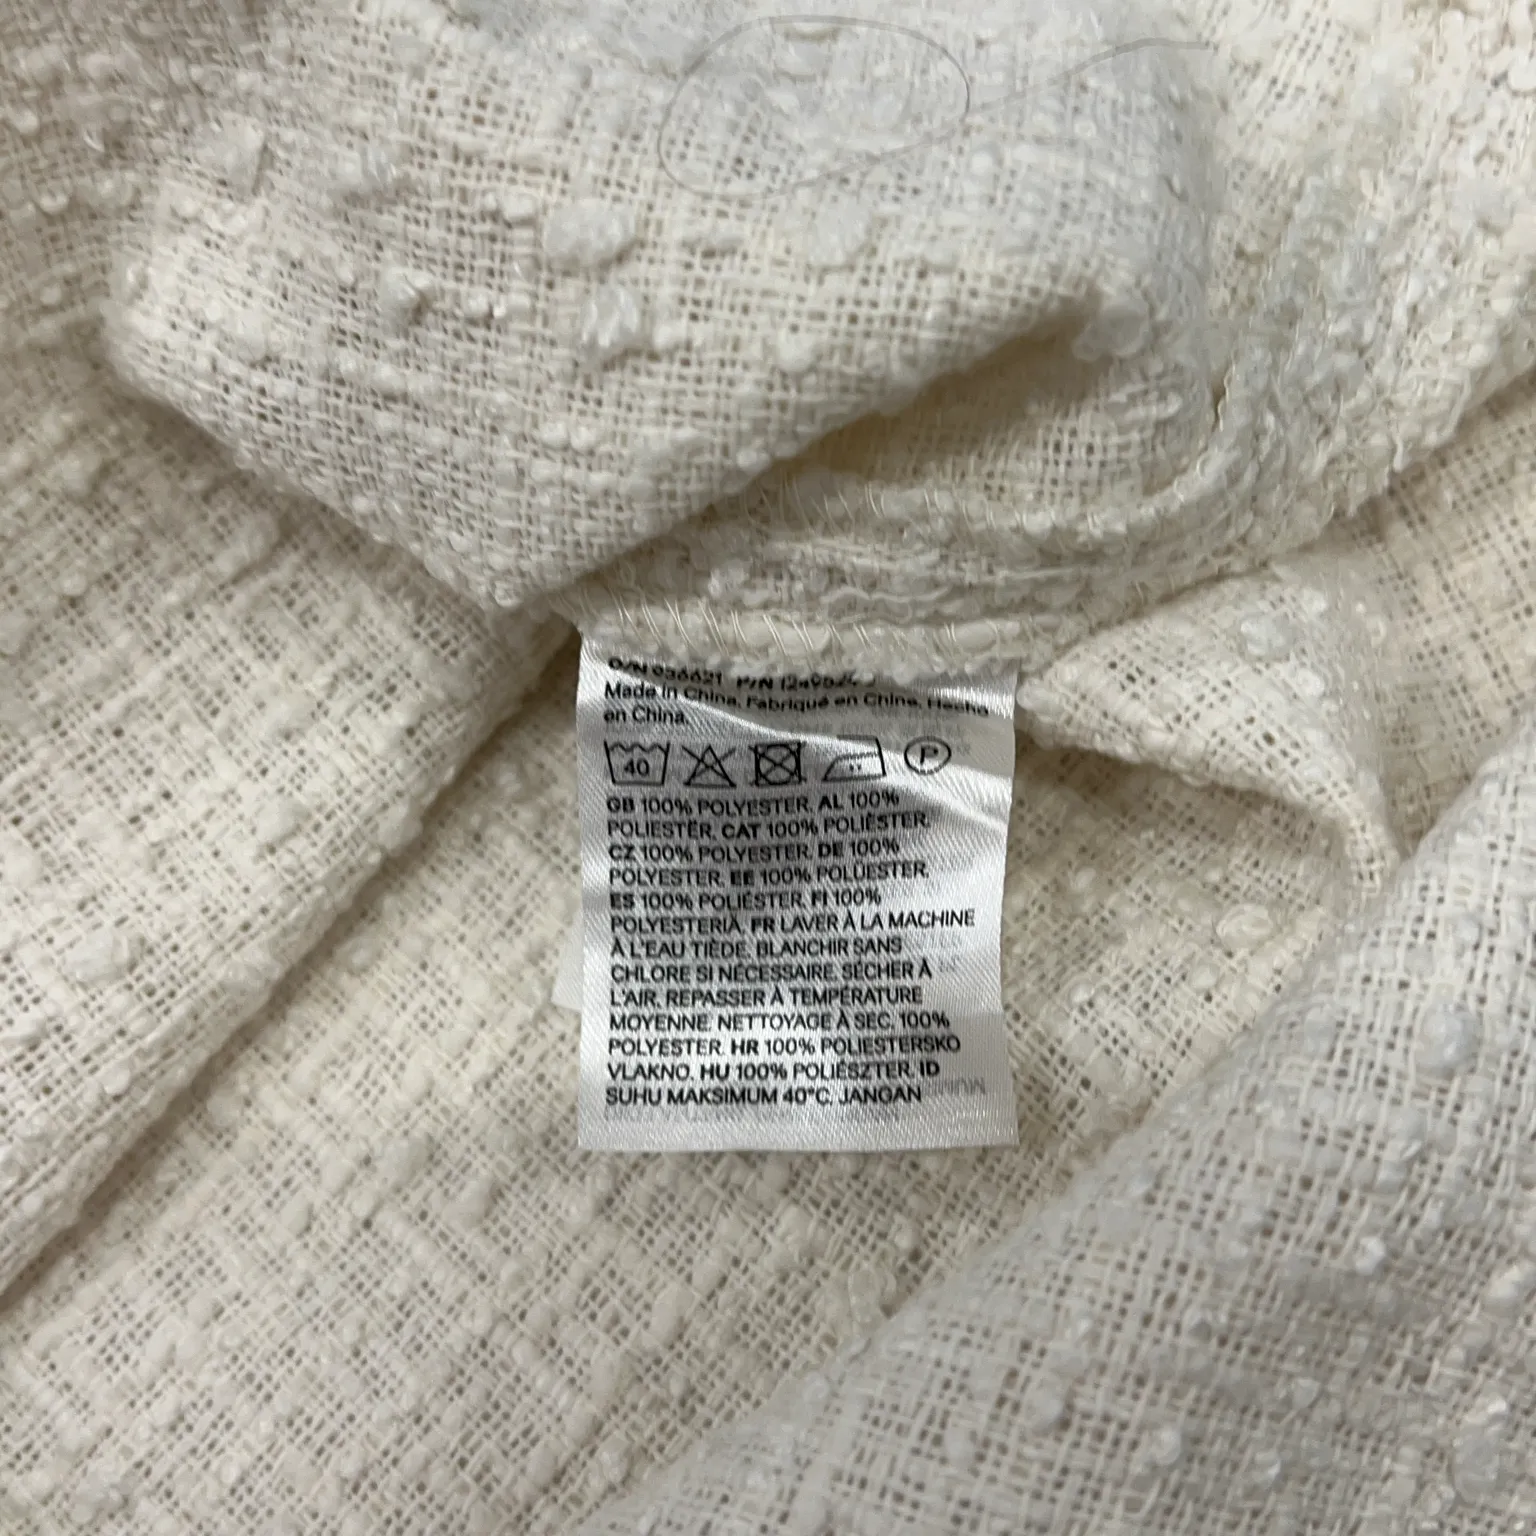 O/N 956621 P/N
Made in China. Fabriqué en China. Hecho
en China.
40 P
GB 100% POLYESTER. AL 100%
POLIESTËR. CAT 100% POLIÈSTER.
CZ 100% POLYESTER. DE 100%
POLYESTER. EE 100% POLÜESTER.
ES 100% POLIÉSTER. FI 100%
POLYESTERIÄ. FR LAVER À LA MACHINE
À L'EAU TIÈDE. BLANCHIR SANS
CHLORE SI NÉCESSAIRE. SÉCHER À
L'AIR. REPASSER À TEMPÉRATURE
MOYENNE. NETTOYAGE À SEC. 100%
POLYESTER. HR 100% POLIESTERSKO
VLAKNO. HU 100% POLIÉSZTER. ID
SUHU MAKSIMUM 40°C. JANGAN